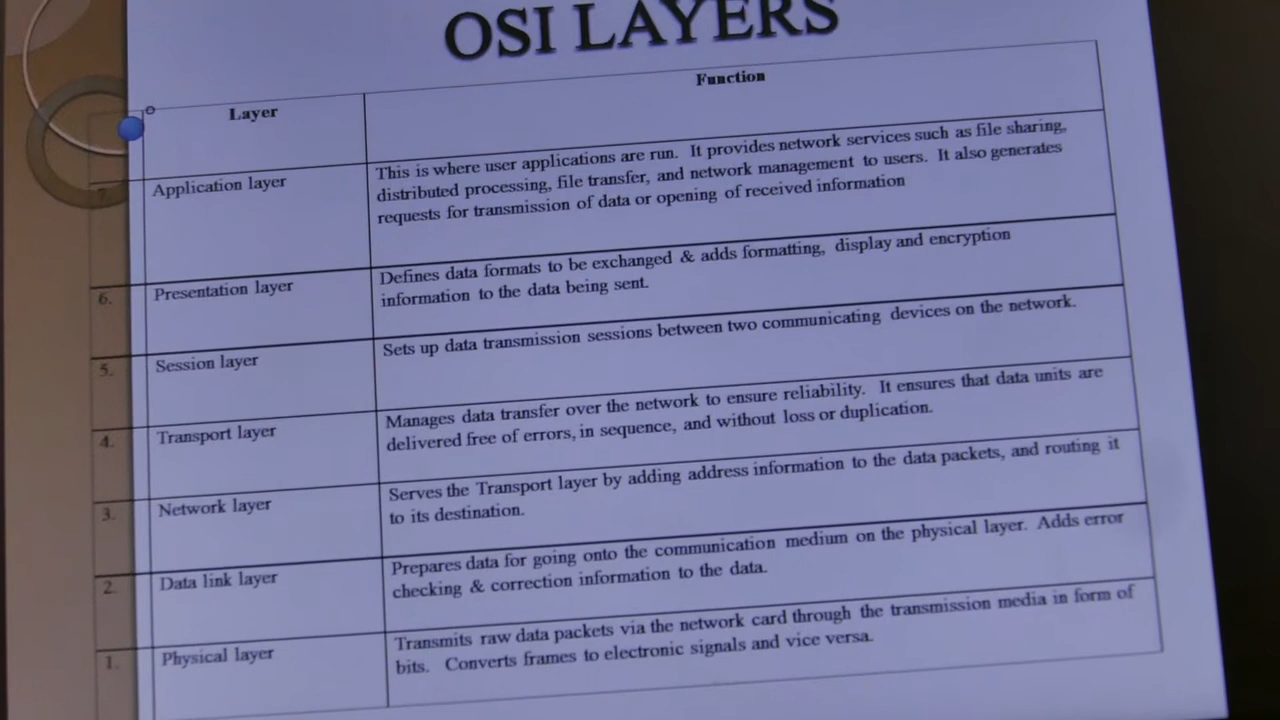 OSI LAYERS
Layer
Function
7.
Application layer
This is where user applications are run. It provides network services such as file sharing,
distributed processing, file transfer, and network management to users. It also generates
requests for transmission of data or opening of received information
6.
Presentation layer
Defines data formats to be exchanged & adds formatting, display and encryption
information to the data being sent.
5.
Session layer
Sets up data transmission sessions between two communicating devices on the network.
4.
Transport layer
Manages data transfer over the network to ensure reliability. It ensures that data units are
delivered free of errors, in sequence, and without loss or duplication.
3.
Network layer
Serves the Transport layer by adding address information to the data packets, and routing it
to its destination.
2.
Data link layer
Prepares data for going onto the communication medium on the physical layer. Adds error
checking & correction information to the data.
1.
Physical layer
Transmits raw data packets via the network card through the transmission media in form of
bits. Converts frames to electronic signals and vice versa.